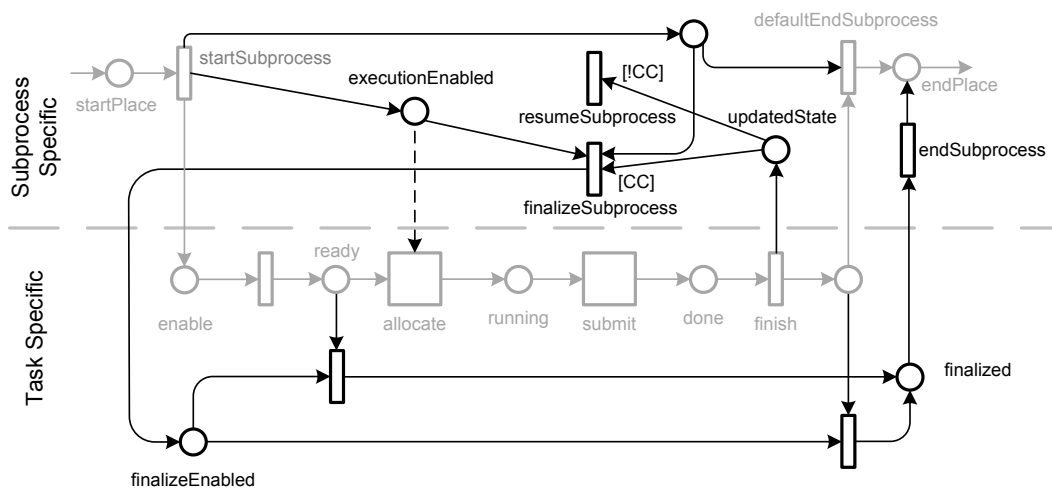 defaultEndSubprocess
startSubprocess
executionEnabled
[!CC]
startPlace
endPlace
resumeSubprocess
updatedState
endSubprocess
[CC]
finalizeSubprocess
Subprocess
Specific
ready
enable
allocate
running
submit
done
finish
Task Specific
finalized
finalizeEnabled